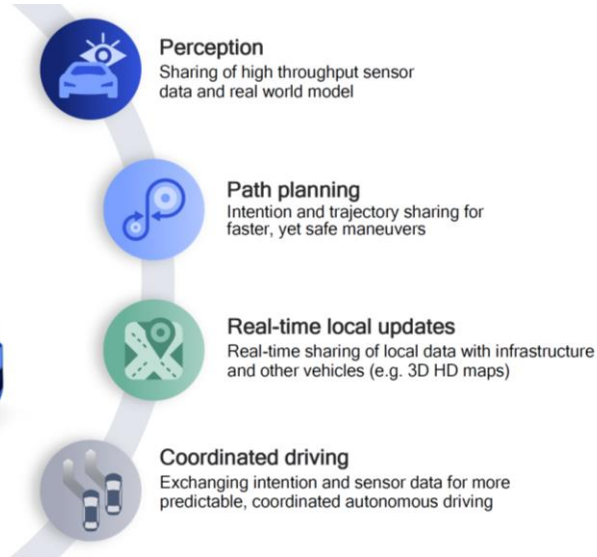 Perception
Sharing of high throughput sensor
data and real world model
Path planning
Intention and trajectory sharing for
faster, yet safe maneuvers
Real-time local updates
Real-time sharing of local data with infrastructure
and other vehicles (e.g. 3D HD maps)
Coordinated driving
Exchanging intention and sensor data for more
predictable, coordinated autonomous driving